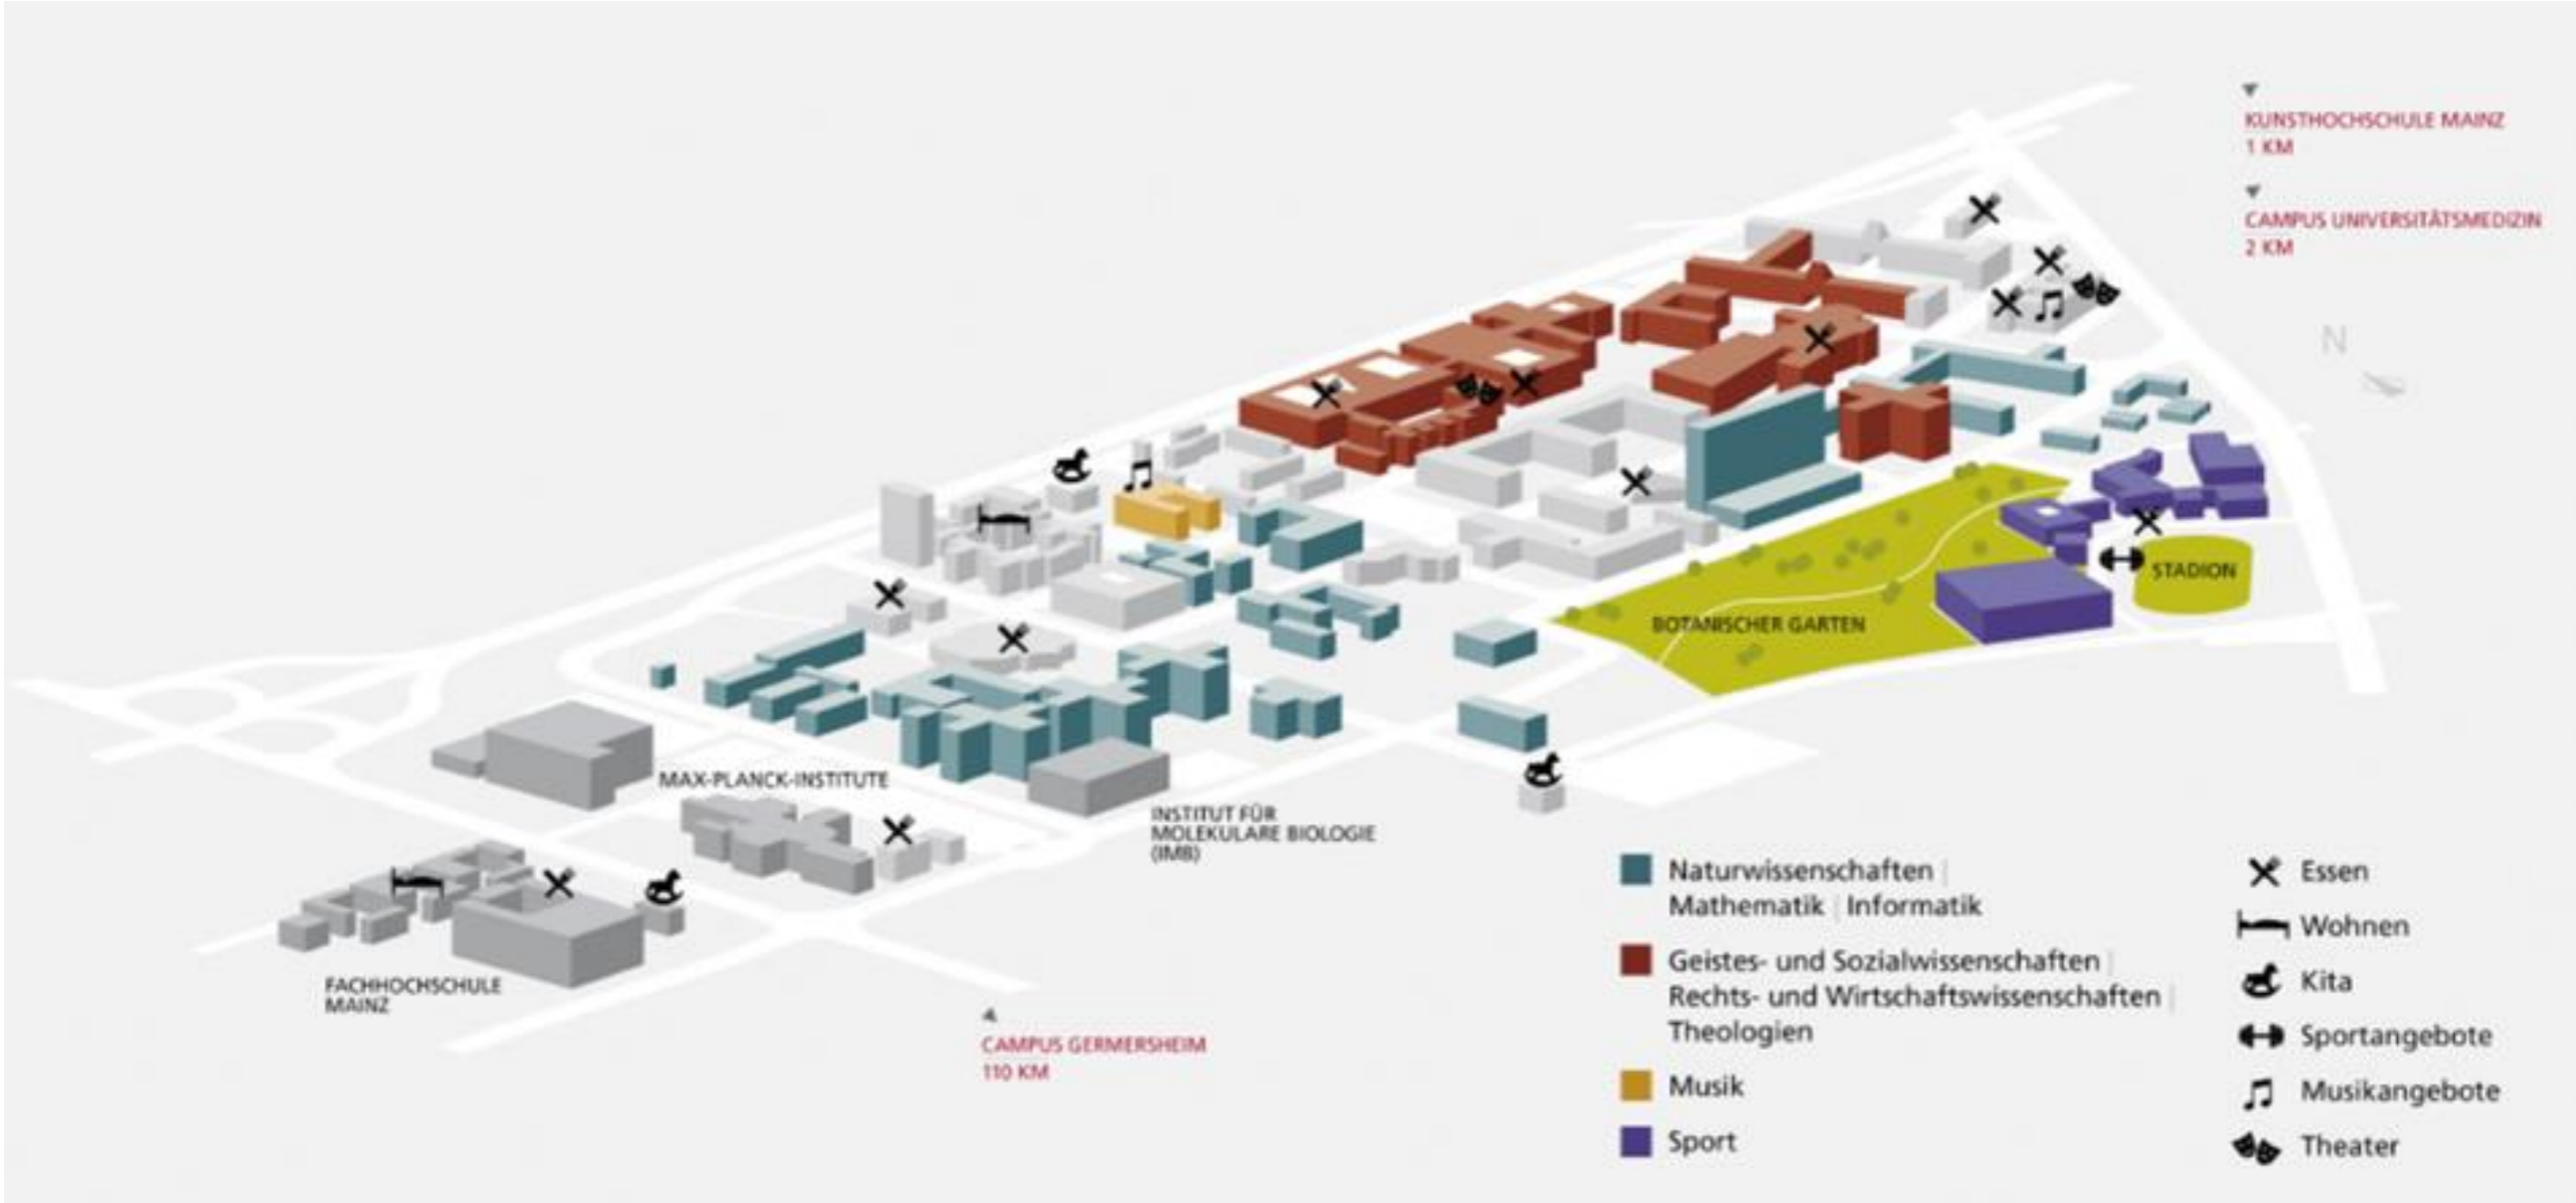 KUNSTHOCHSCHULE MAINZ
1 KM
CAMPUS UNIVERSITÄTSMEDIZIN
2 KM
N
STADION
BOTANISCHER GARTEN
MAX-PLANCK-INSTITUTE
INSTITUT FÜR
MOLEKULARE BIOLOGIE
(IMB)
FACHHOCHSCHULE
MAINZ
CAMPUS GERMERSHEIM
110 KM
Naturwissenschaften |
Mathematik | Informatik
Geistes- und Sozialwissenschaften |
Rechts- und Wirtschaftswissenschaften |
Theologien
Musik
Sport
Essen
Wohnen
Kita
Sportangebote
Musikangebote
Theater